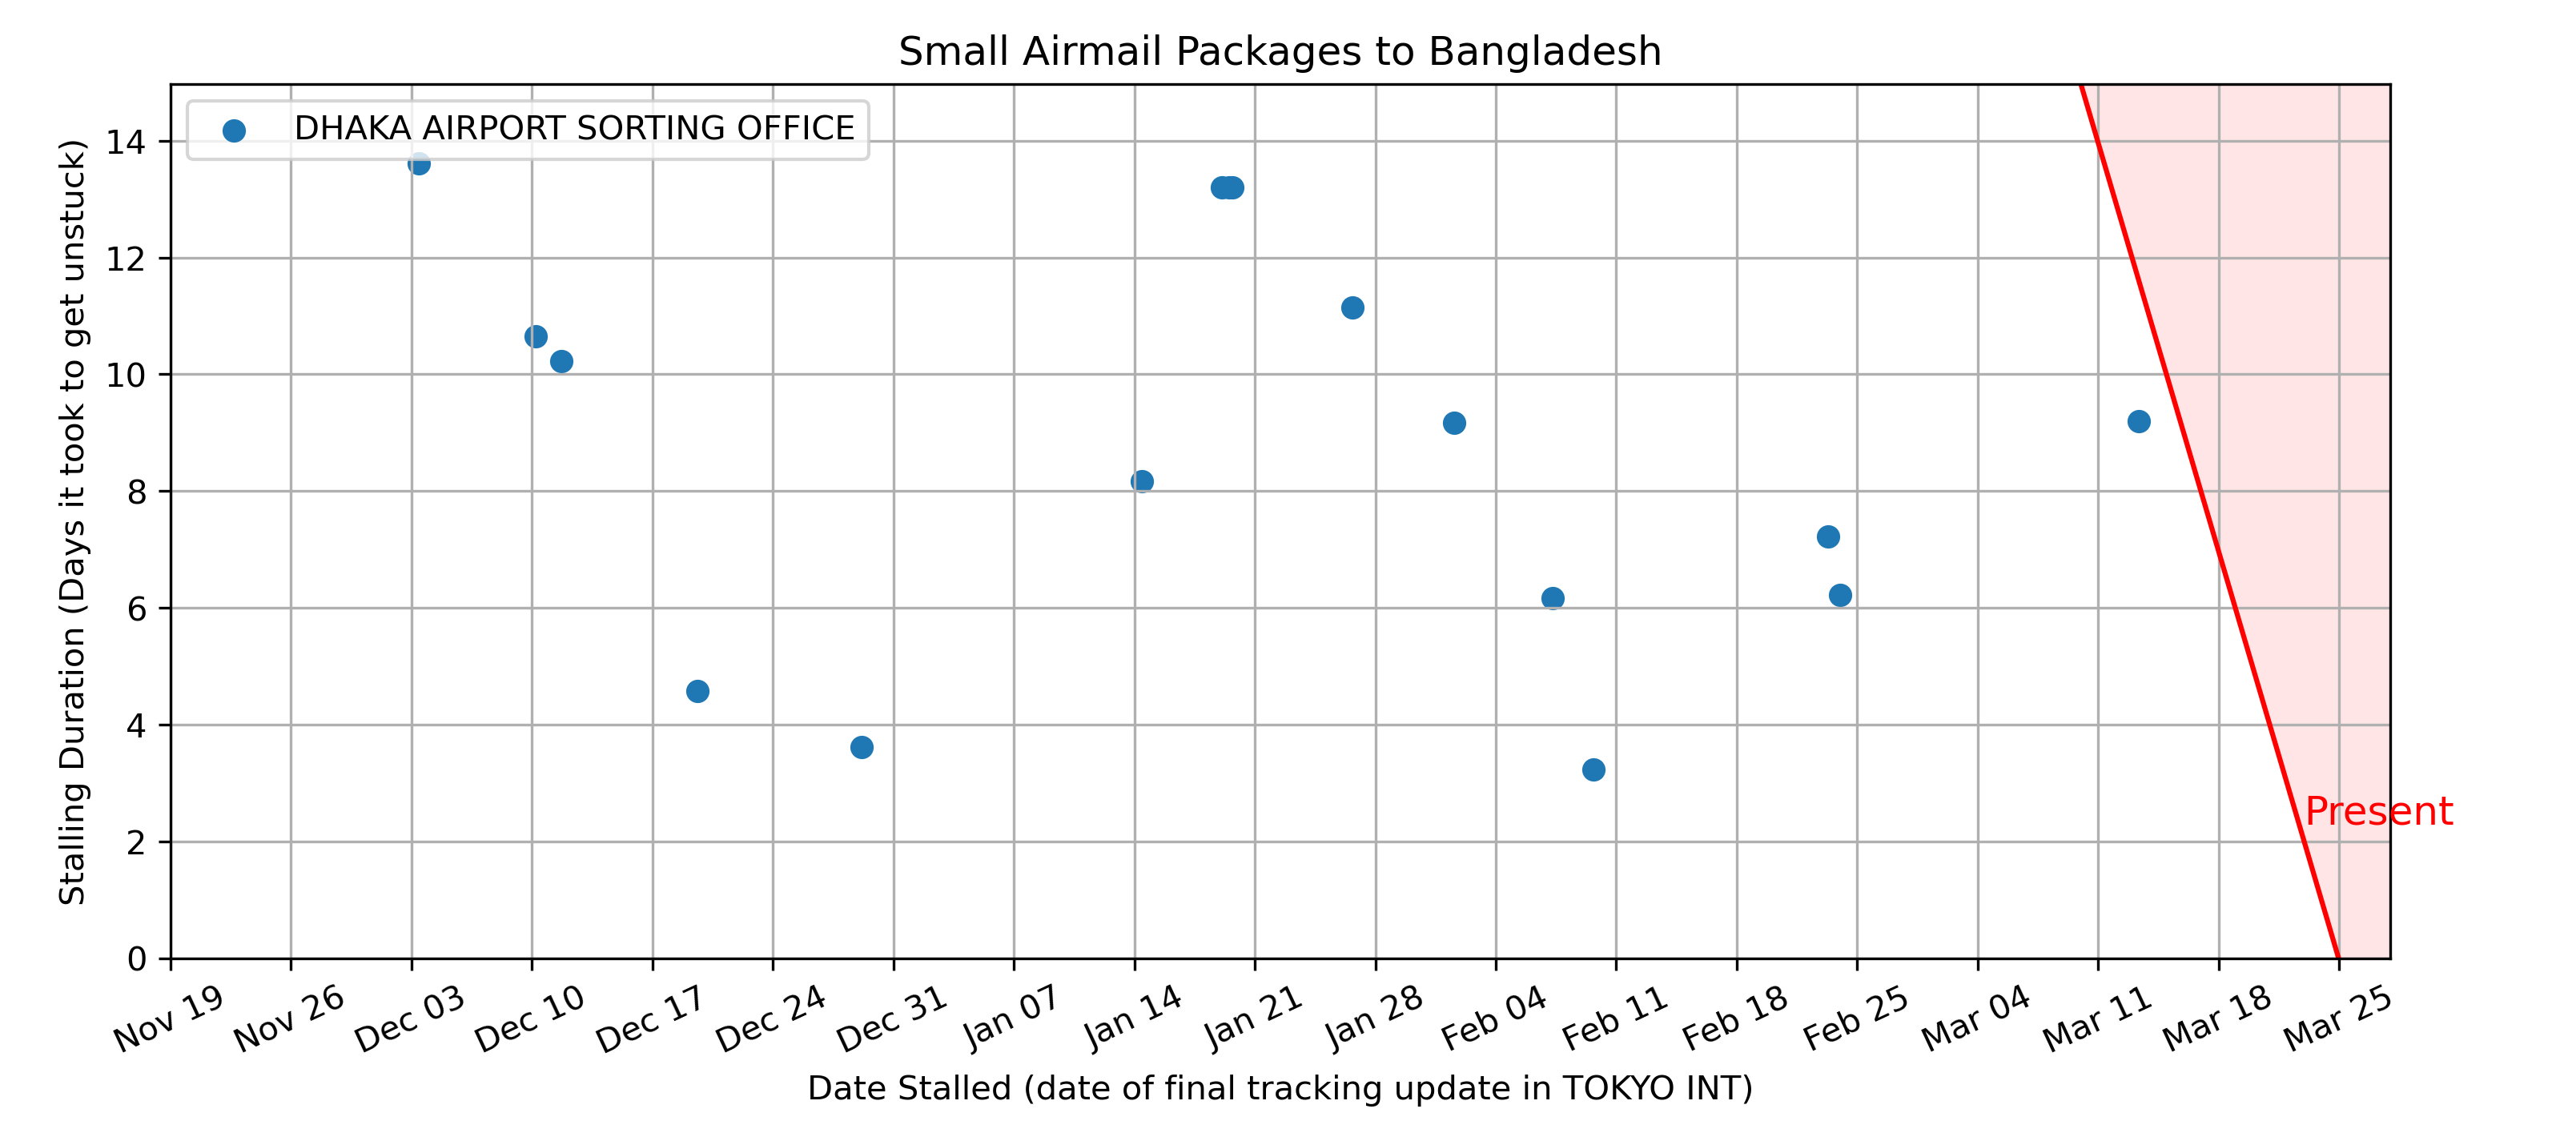 Small Airmail Packages to Bangladesh
DHAKA AIRPORT SORTING OFFICE
Stalling Duration (Days it took to get unstuck)
14
12
10
8
6
4
2
0
Present
Nov 19
Nov 26
Dec 03
Dec 10
Dec 17
Dec 24
Dec 31
Jan 07
Jan 14
Jan 21
Jan 28
Feb 04
Feb 11
Feb 18
Feb 25
Mar 04
Mar 11
Mar 18
Mar 25
Date Stalled (date of final tracking update in TOKYO INT)